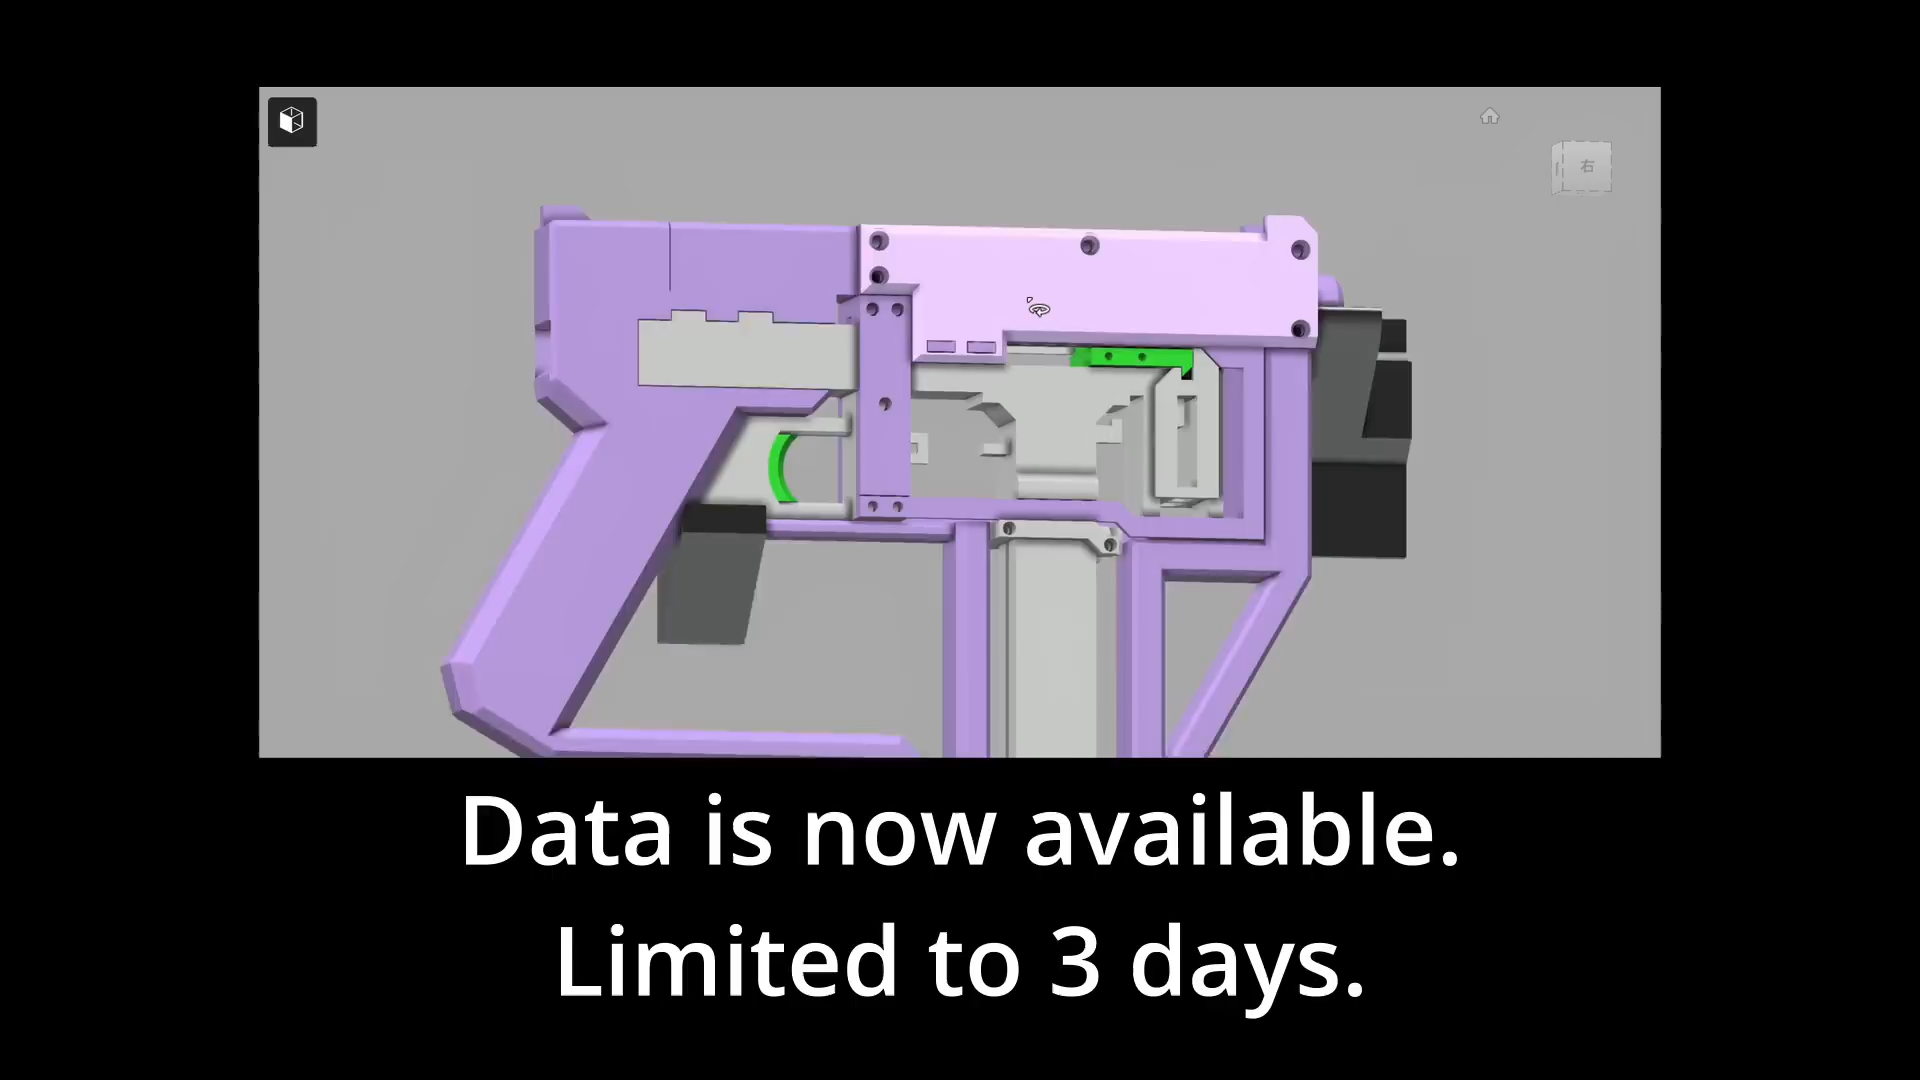 右
Data is now available.
Limited to 3 days.